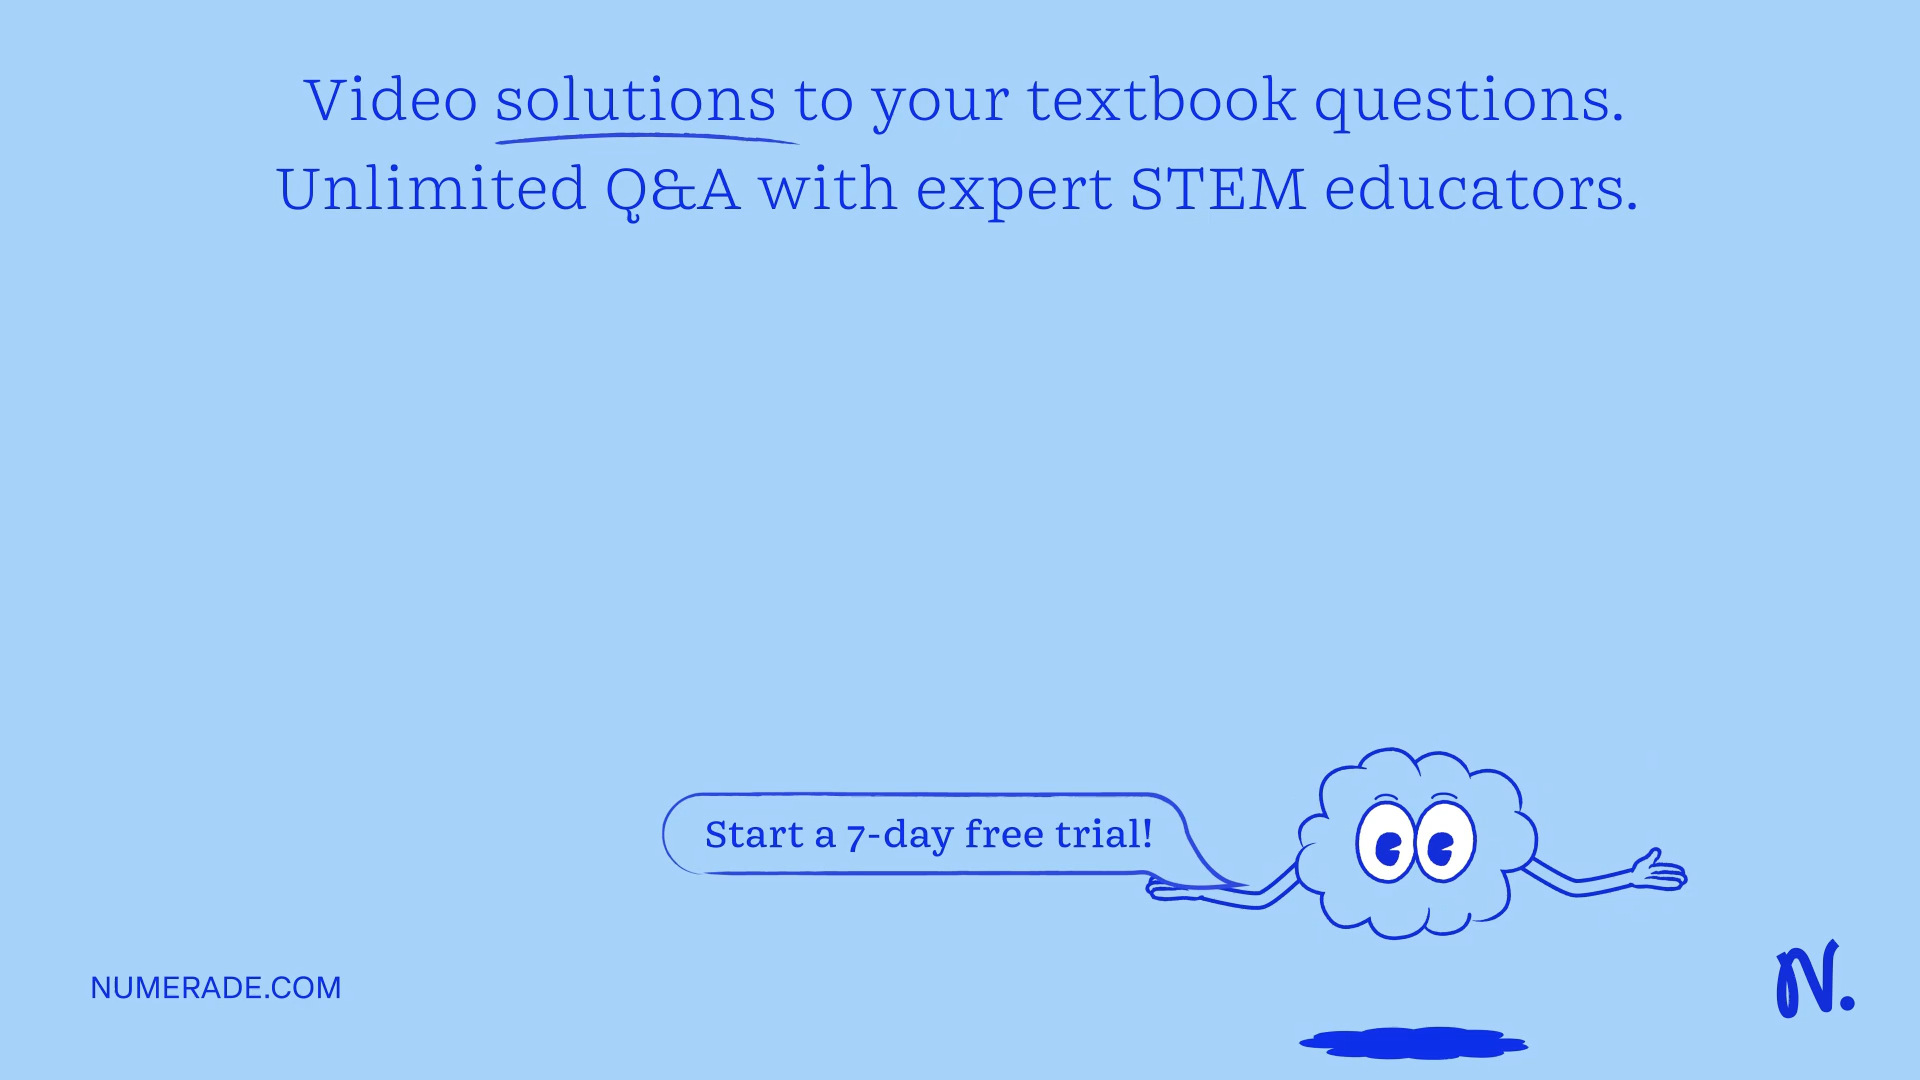 Video solutions to your textbook questions.
Unlimited Q&A with expert STEM educators.
Start a 7-day free trial!
NUMERADE.COM
N.